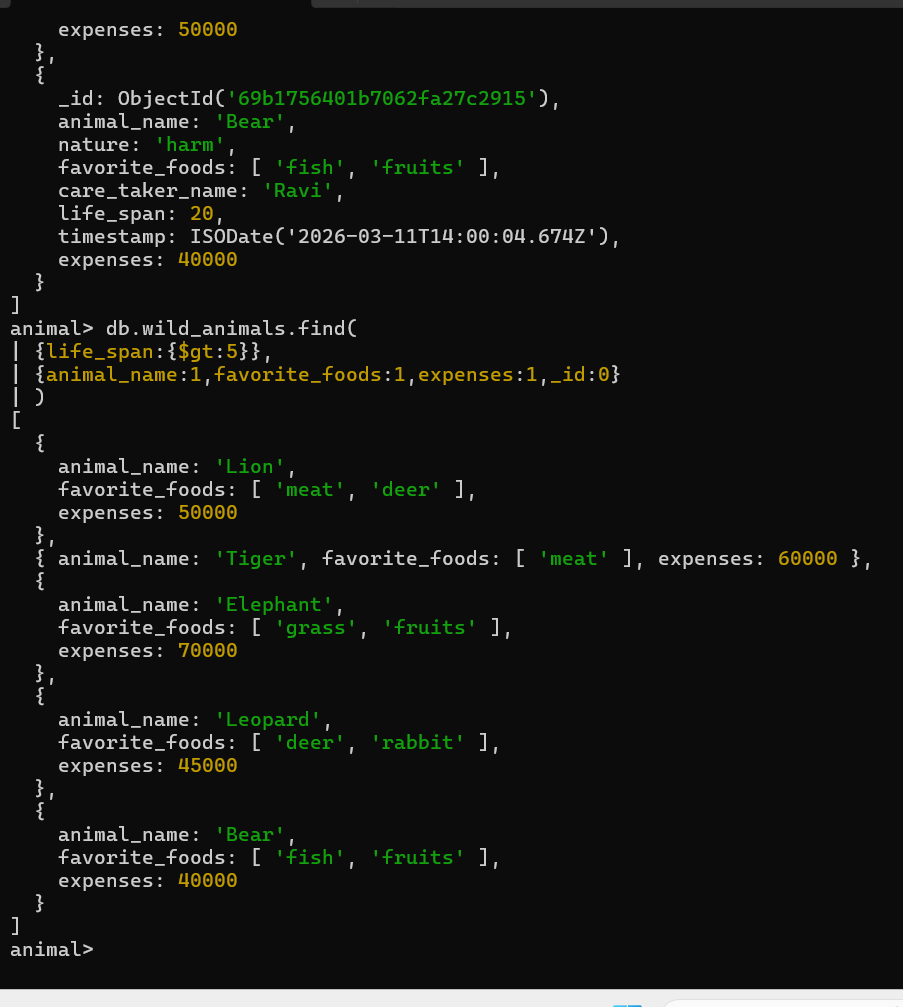 expenses: 50000
  },
  {
    _id: ObjectId('69b1756401b7062fa27c2915'),
    animal_name: 'Bear',
    nature: 'harm',
    favorite_foods: [ 'fish', 'fruits' ],
    care_taker_name: 'Ravi',
    life_span: 20,
    timestamp: ISODate('2026-03-11T14:00:04.674Z'),
    expenses: 40000
  }
]
animal> db.wild_animals.find(
| {life_span:{$gt:5}},
| {animal_name:1,favorite_foods:1,expenses:1,_id:0}
| )
[
  {
    animal_name: 'Lion',
    favorite_foods: [ 'meat', 'deer' ],
    expenses: 50000
  },
  { animal_name: 'Tiger', favorite_foods: [ 'meat' ], expenses: 60000 },
  {
    animal_name: 'Elephant',
    favorite_foods: [ 'grass', 'fruits' ],
    expenses: 70000
  },
  {
    animal_name: 'Leopard',
    favorite_foods: [ 'deer', 'rabbit' ],
    expenses: 45000
  },
  {
    animal_name: 'Bear',
    favorite_foods: [ 'fish', 'fruits' ],
    expenses: 40000
  }
]
animal>